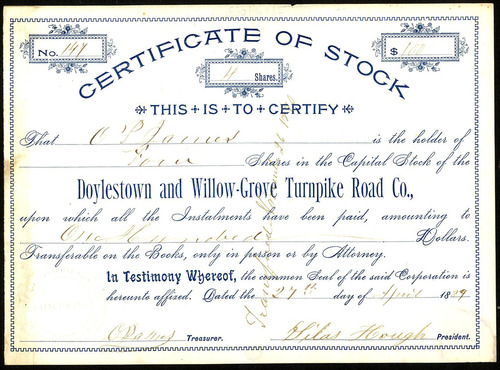 CERTIFICATE OF STOCK
No. 147
4 Shares.
$ 100
THIS IS TO CERTIFY
That O P James is the holder of
Four Shares in the Capital Stock of the
Doylestown and Willow-Grove Turnpike Road Co.,
upon which all the Instalments have been paid, amounting to
One Hundred Dollars.
Transferable on the Books, only in person or by Attorney.
In Testimony Whereof, the common Seal of the said Corporation is
hereunto affixed. Dated the 27th day of April 1889
O P James Treasurer. Silas Hough President.
Transferred